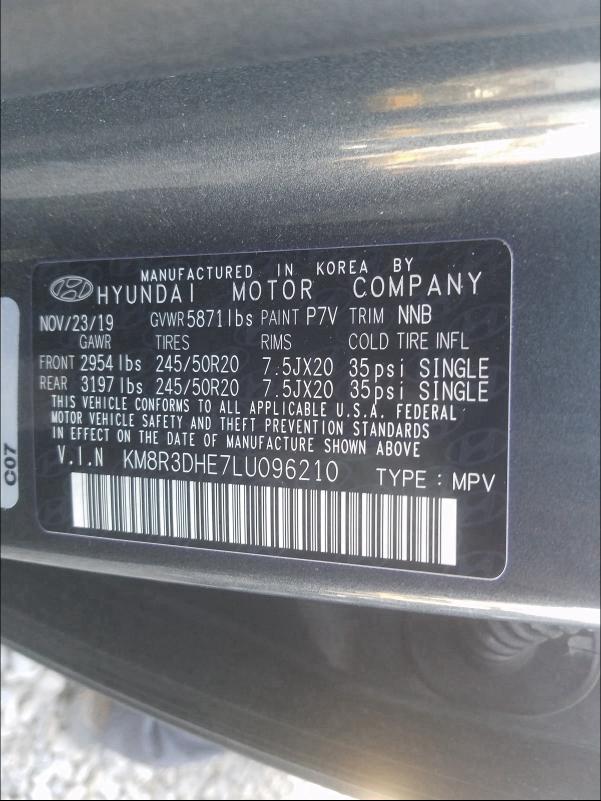 MANUFACTURED IN KOREA BY
HYUNDAI MOTOR COMPANY
NOV/23/19 GVWR 5871 lbs PAINT P7V TRIM NNB
GAWR TIRES RIMS COLD TIRE INFL
FRONT 2954 lbs 245/50R20 7.5JX20 35psi SINGLE
REAR 3197 lbs 245/50R20 7.5JX20 35psi SINGLE
THIS VEHICLE CONFORMS TO ALL APPLICABLE U.S.A. FEDERAL
MOTOR VEHICLE SAFETY AND THEFT PREVENTION STANDARDS
IN EFFECT ON THE DATE OF MANUFACTURE SHOWN ABOVE
V.I.N KM8R3DHE7LU096210 TYPE : MPV
C07